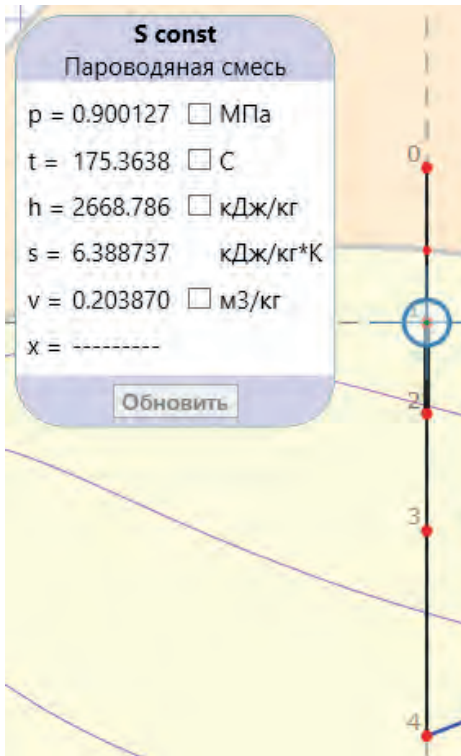 S const
Пароводяная смесь
p = 0.900127 МПа
t = 175.3638 C
h = 2668.786 кДж/кг
s = 6.388737 кДж/кг*K
v = 0.203870 м3/кг
x = ---------
Обновить
0
1
2
3
4